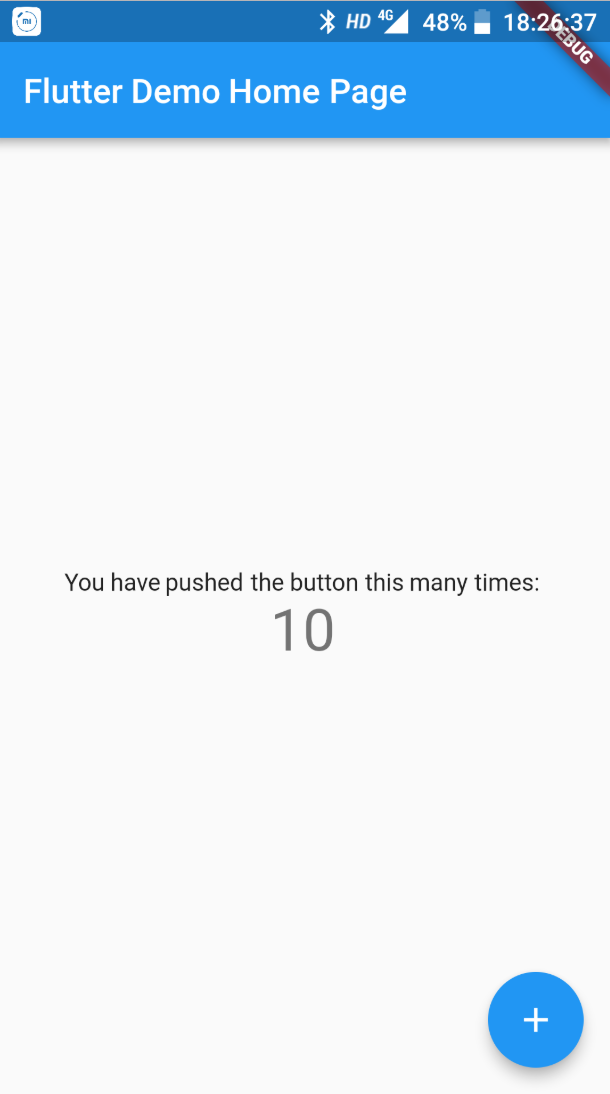 mi
HD 4G 48% 18:26:37
DEBUG
Flutter Demo Home Page
You have pushed the button this many times:
10